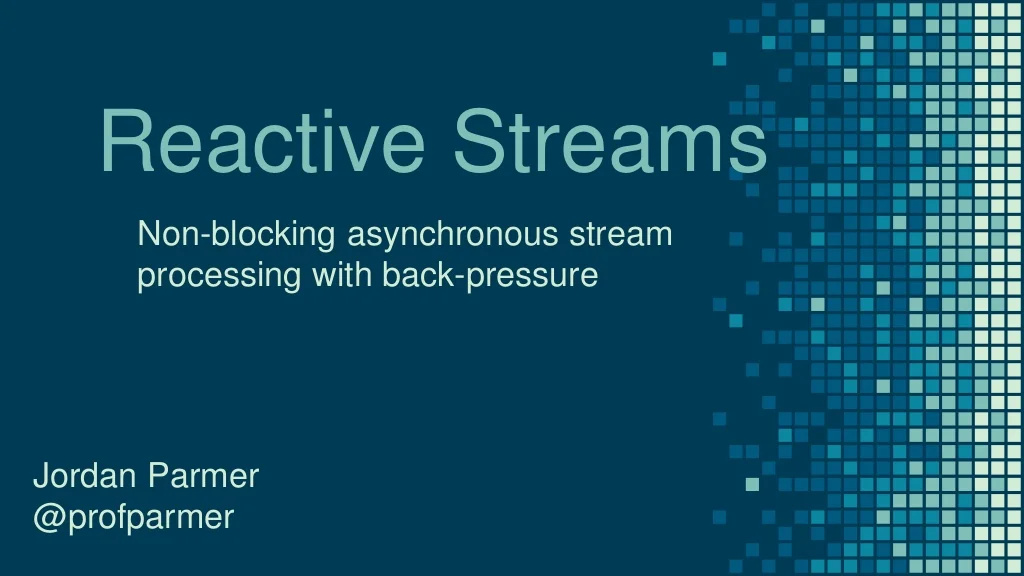 Reactive Streams
Non-blocking asynchronous stream
processing with back-pressure
Jordan Parmer
@profparmer